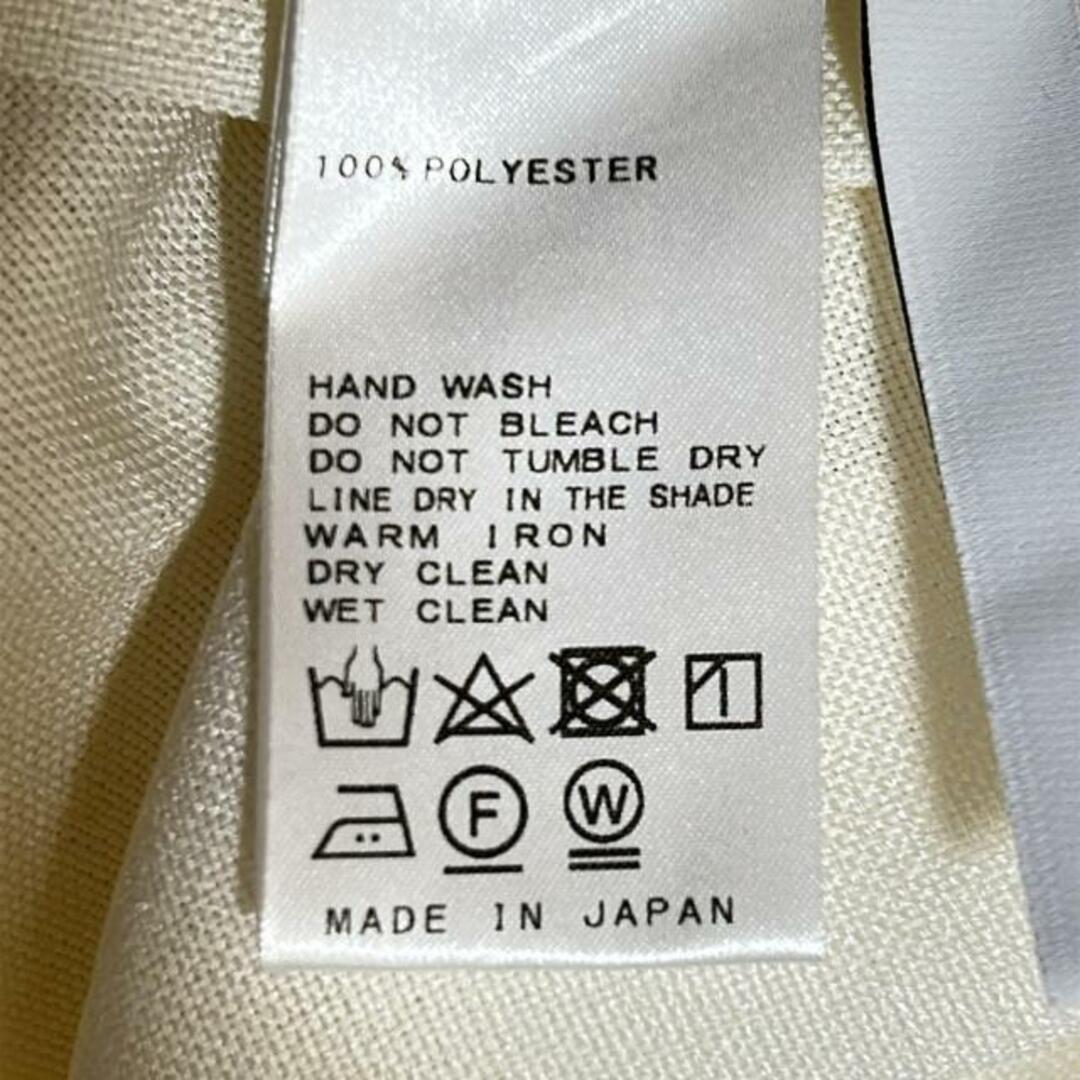 100% POLYESTER
HAND WASH
DO NOT BLEACH
DO NOT TUMBLE DRY
LINE DRY IN THE SHADE
WARM IRON
DRY CLEAN
WET CLEAN
F W
MADE IN JAPAN